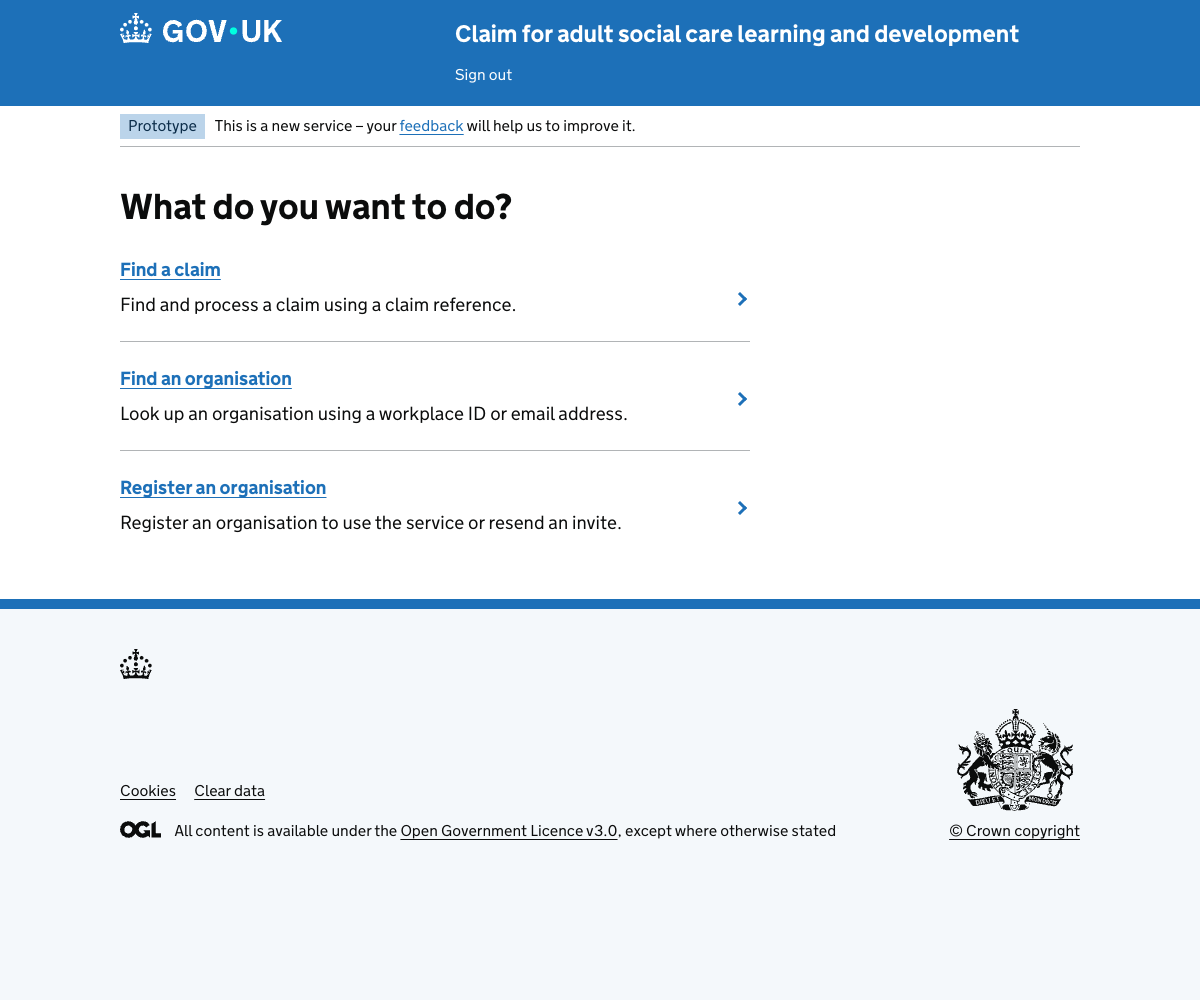 GOV·UK
Claim for adult social care learning and development
Sign out
Prototype
This is a new service – your feedback will help us to improve it.
What do you want to do?
Find a claim
Find and process a claim using a claim reference.
Find an organisation
Look up an organisation using a workplace ID or email address.
Register an organisation
Register an organisation to use the service or resend an invite.
Cookies
Clear data
OGL
All content is available under the Open Government Licence v3.0, except where otherwise stated
© Crown copyright